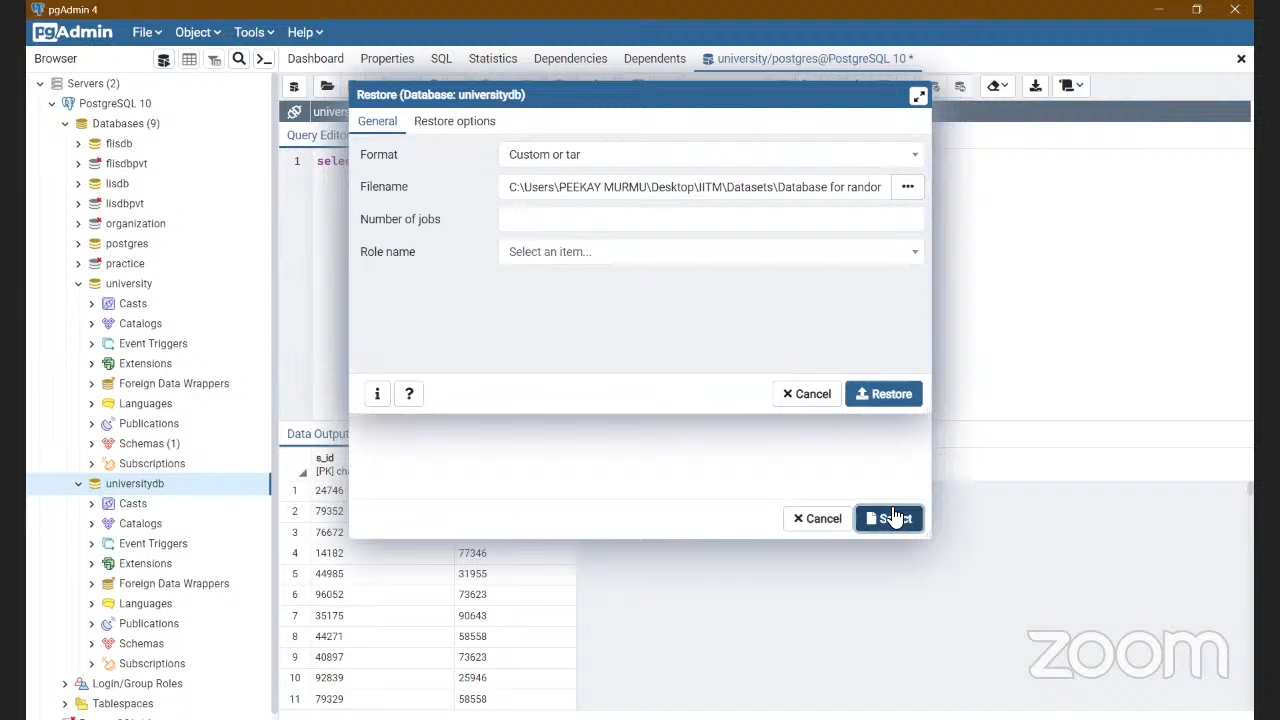 pgAdmin 4
pgAdmin File Object Tools Help
Browser Dashboard Properties SQL Statistics Dependencies Dependents university/postgres@PostgreSQL 10 *
Servers (2)
PostgreSQL 10
Databases (9)
flisdb
flisdbpvt
lisdb
lisdbpvt
organization
postgres
practice
university
Casts
Catalogs
Event Triggers
Extensions
Foreign Data Wrappers
Languages
Publications
Schemas (1)
Subscriptions
universitydb
Casts
Catalogs
Event Triggers
Extensions
Foreign Data Wrappers
Languages
Publications
Schemas
Subscriptions
Login/Group Roles
Tablespaces
Query Editor
1
Restore (Database: universitydb)
General Restore options
Format Custom or tar
Filename C:\Users\PEEKAY MURMU\Desktop\IITM\Datasets\Database for randor
Number of jobs
Role name Select an item...
i ? Cancel Restore
Cancel
Data Output
s_id
[PK] cha
1 24746
2 79352
3 76672
4 14182 77346
5 44985 31955
6 96052 73623
7 35175 90643
8 44271 58558
9 40897 73623
10 92839 25946
11 79329 58558
zoom